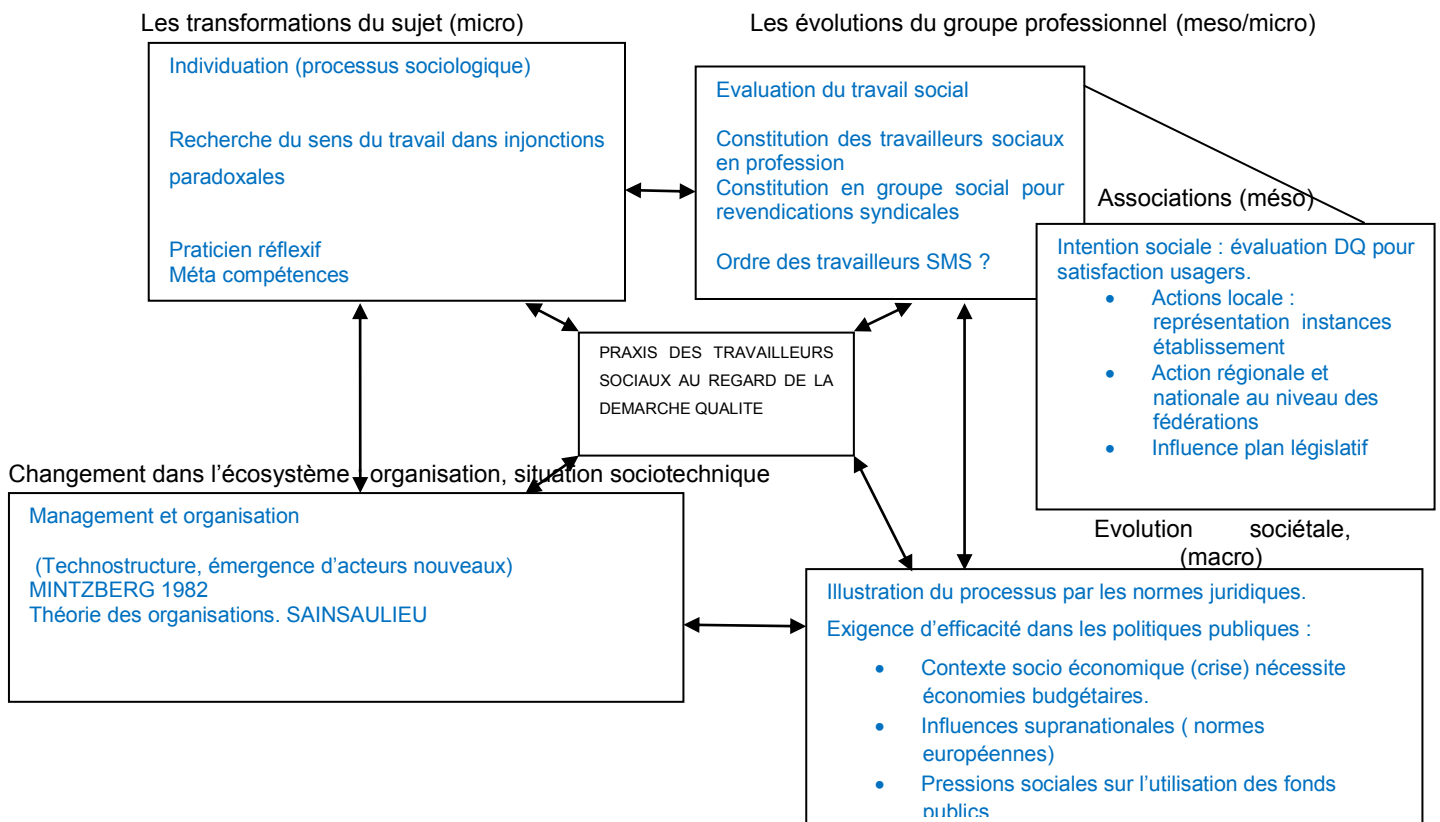 Les transformations du sujet (micro)
Individuation (processus sociologique)
Recherche du sens du travail dans injonctions
paradoxales
Praticien réflexif
Méta compétences
Les évolutions du groupe professionnel (meso/micro)
Evaluation du travail social
Constitution des travailleurs sociaux
en profession
Constitution en groupe social pour
revendications syndicales
Ordre des travailleurs SMS ?
Associations (méso)
Intention sociale : évaluation DQ pour
satisfaction usagers.
• Actions locale :
représentation instances
établissement
• Action régionale et
nationale au niveau des
fédérations
• Influence plan législatif
PRAXIS DES TRAVAILLEURS
SOCIAUX AU REGARD DE LA
DEMARCHE QUALITE
Changement dans l’écosystème organisation, situation sociotechnique
Management et organisation
(Technostructure, émergence d’acteurs nouveaux)
MINTZBERG 1982
Théorie des organisations. SAINSAULIEU
Evolution sociétale,
(macro)
Illustration du processus par les normes juridiques.
Exigence d’efficacité dans les politiques publiques :
• Contexte socio économique (crise) nécessite
économies budgétaires.
• Influences supranationales ( normes
européennes)
• Pressions sociales sur l’utilisation des fonds
publics